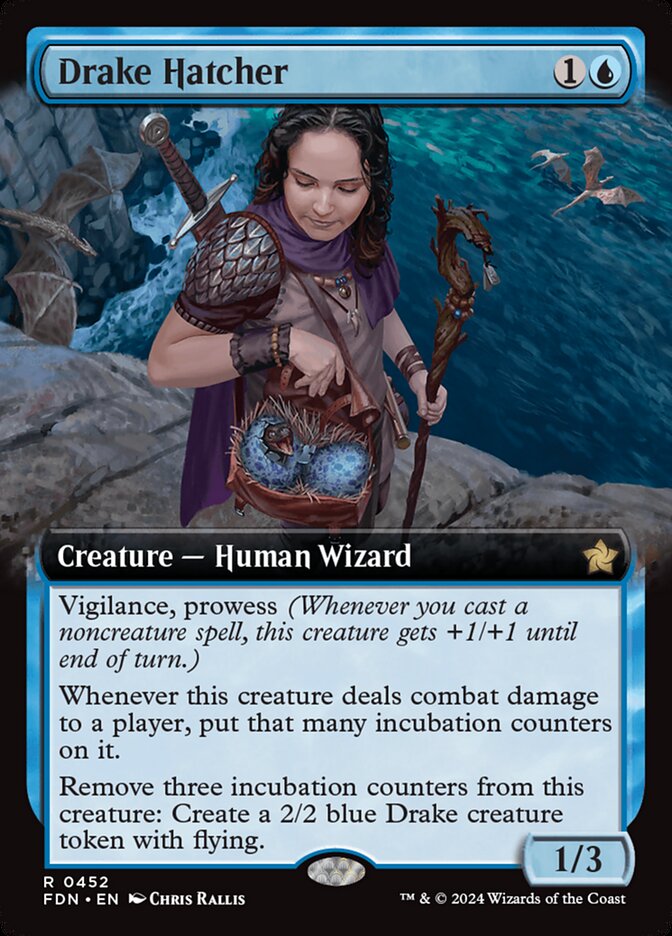 Drake Hatcher
1
Creature — Human Wizard
Vigilance, prowess (Whenever you cast a
noncreature spell, this creature gets +1/+1 until
end of turn.)
Whenever this creature deals combat damage
to a player, put that many incubation counters
on it.
Remove three incubation counters from this
creature: Create a 2/2 blue Drake creature
token with flying.
1/3
R 0452
FDN • EN Chris Rallis
™ & © 2024 Wizards of the Coast